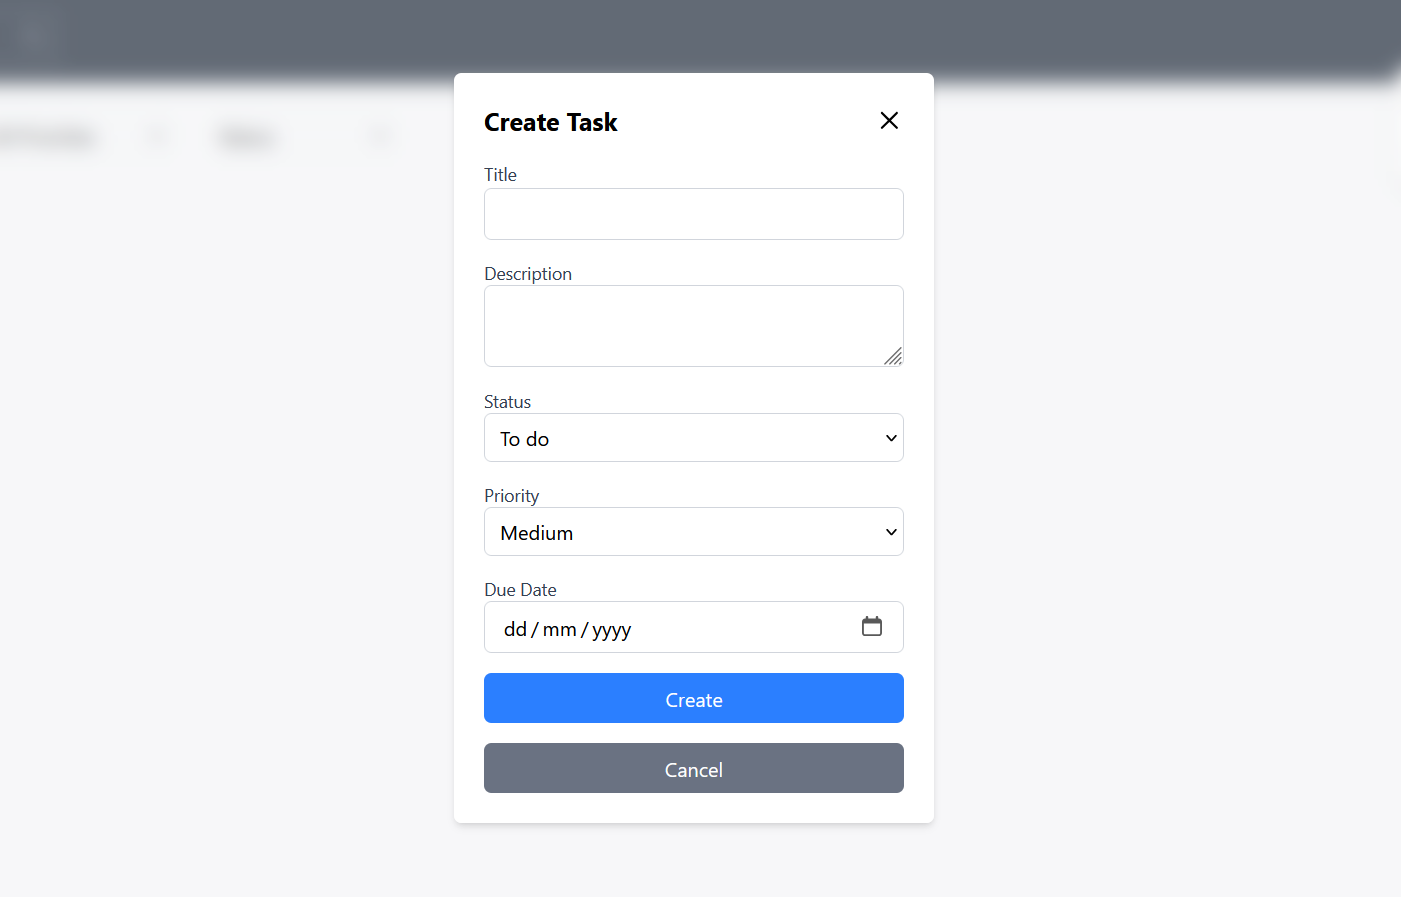 Create Task
Title
Description
Status
To do
Priority
Medium
Due Date
dd/mm/yyyy
Create
Cancel